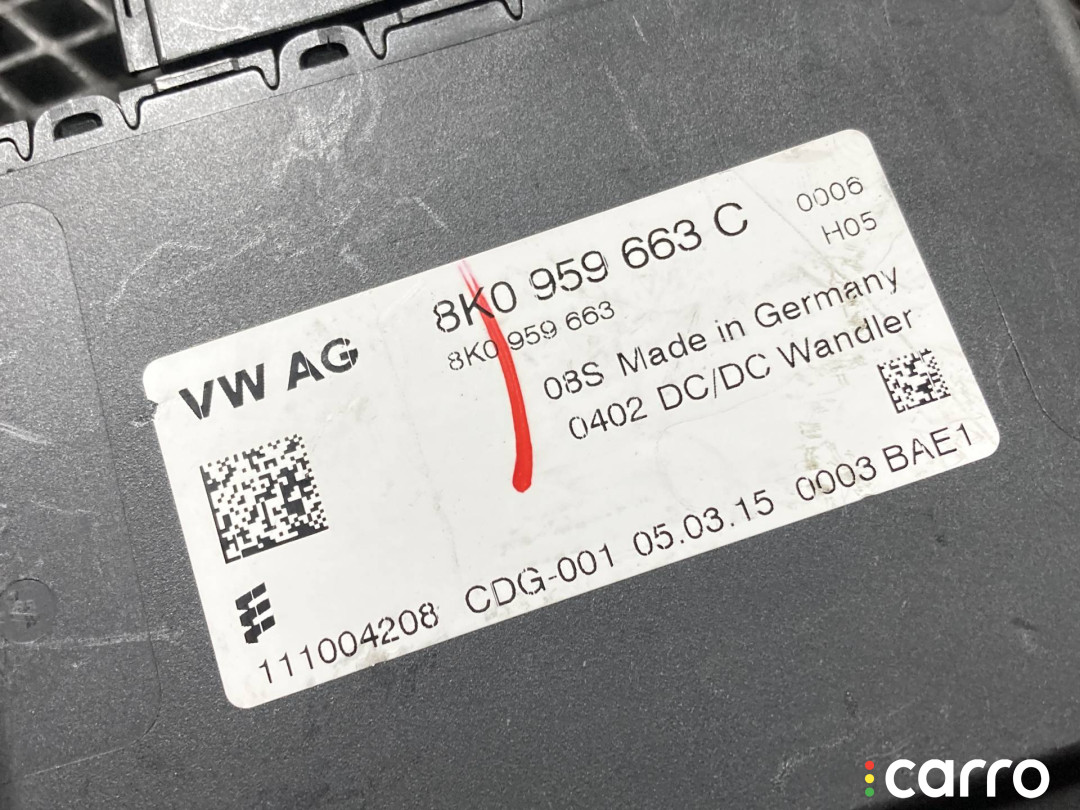 VW AG
8K0 959 663 C
0006
8K0 959 663
H05
08S Made in Germany
0402 DC/DC Wandler
111004208 CDG-001 05.03.15 0003 BAE1
carro